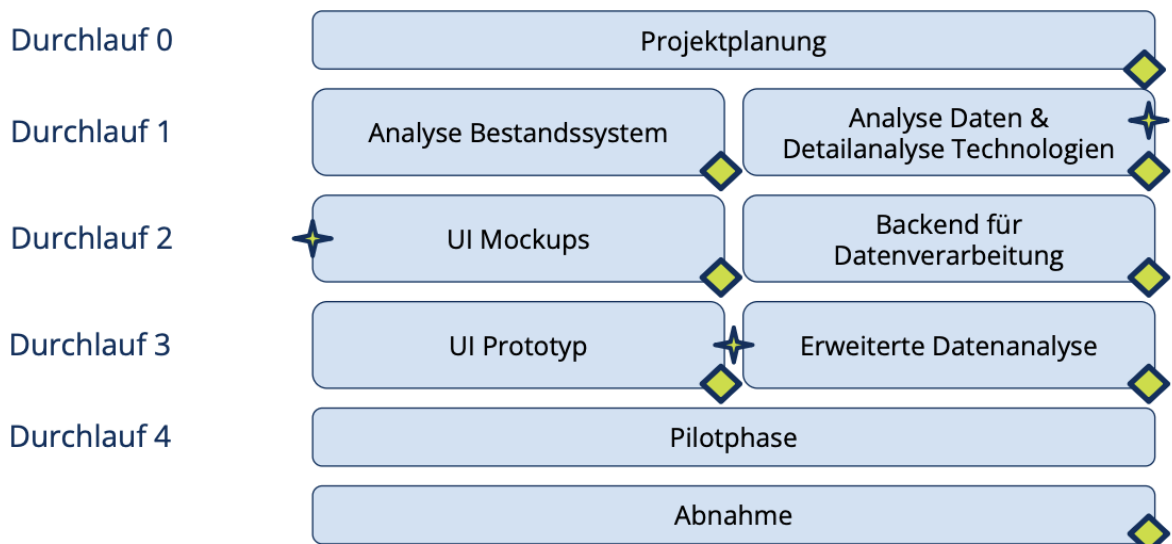 Durchlauf 0
Projektplanung
Durchlauf 1
Analyse Bestandssystem
Analyse Daten &
Detailanalyse Technologien
Durchlauf 2
UI Mockups
Backend für
Datenverarbeitung
Durchlauf 3
UI Prototyp
Erweiterte Datenanalyse
Durchlauf 4
Pilotphase
Abnahme